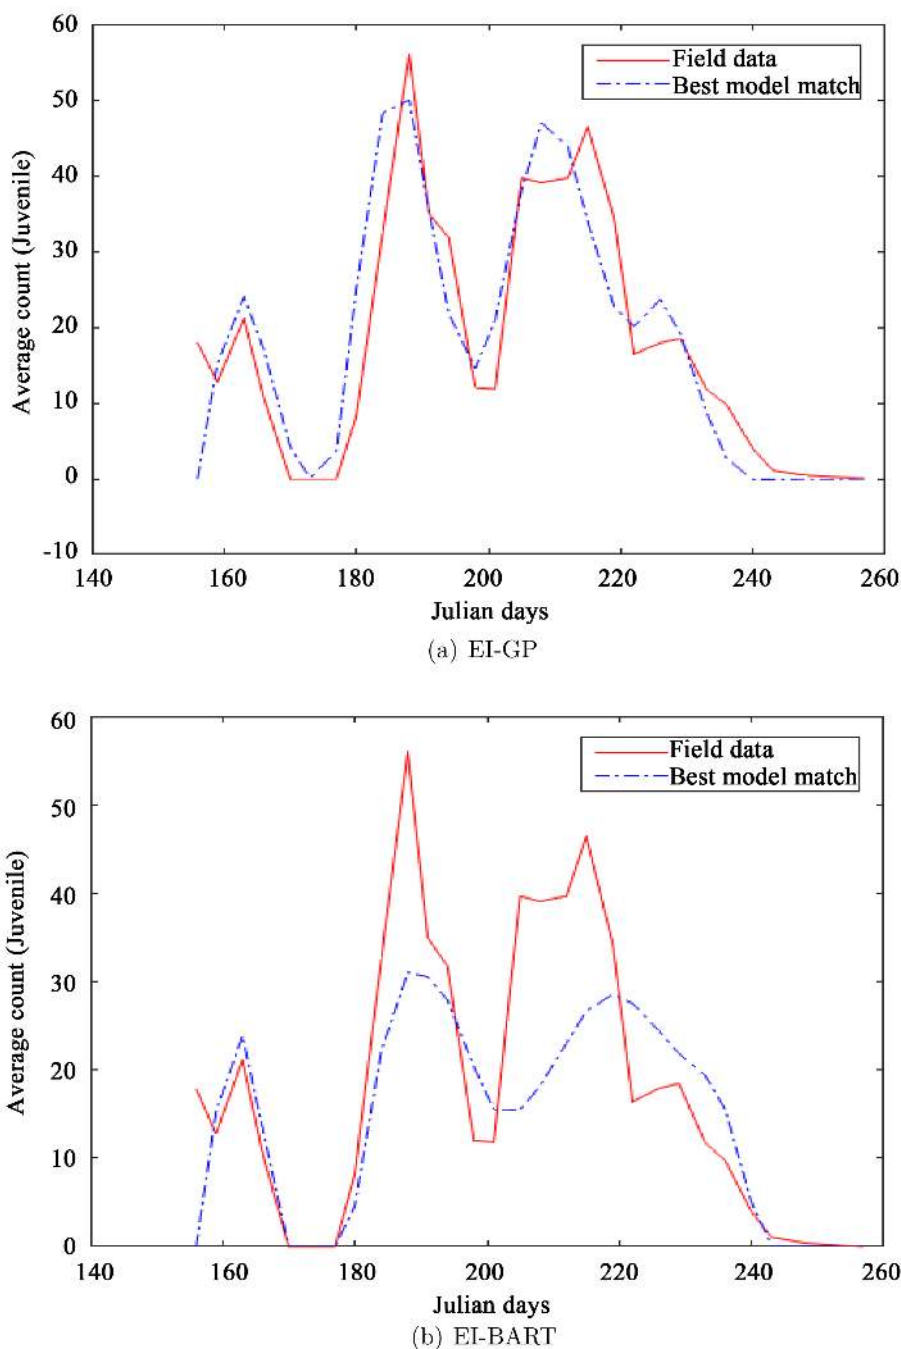 60
50
40
30
20
10
0
-10
Average count (Juvenile)
Field data
Best model match
140 160 180 200 220 240 260
Julian days
(a) EI-GP
60
50
40
30
20
10
0
Average count (Juvenile)
Field data
Best model match
140 160 180 200 220 240 260
Julian days
(b) EI-BART